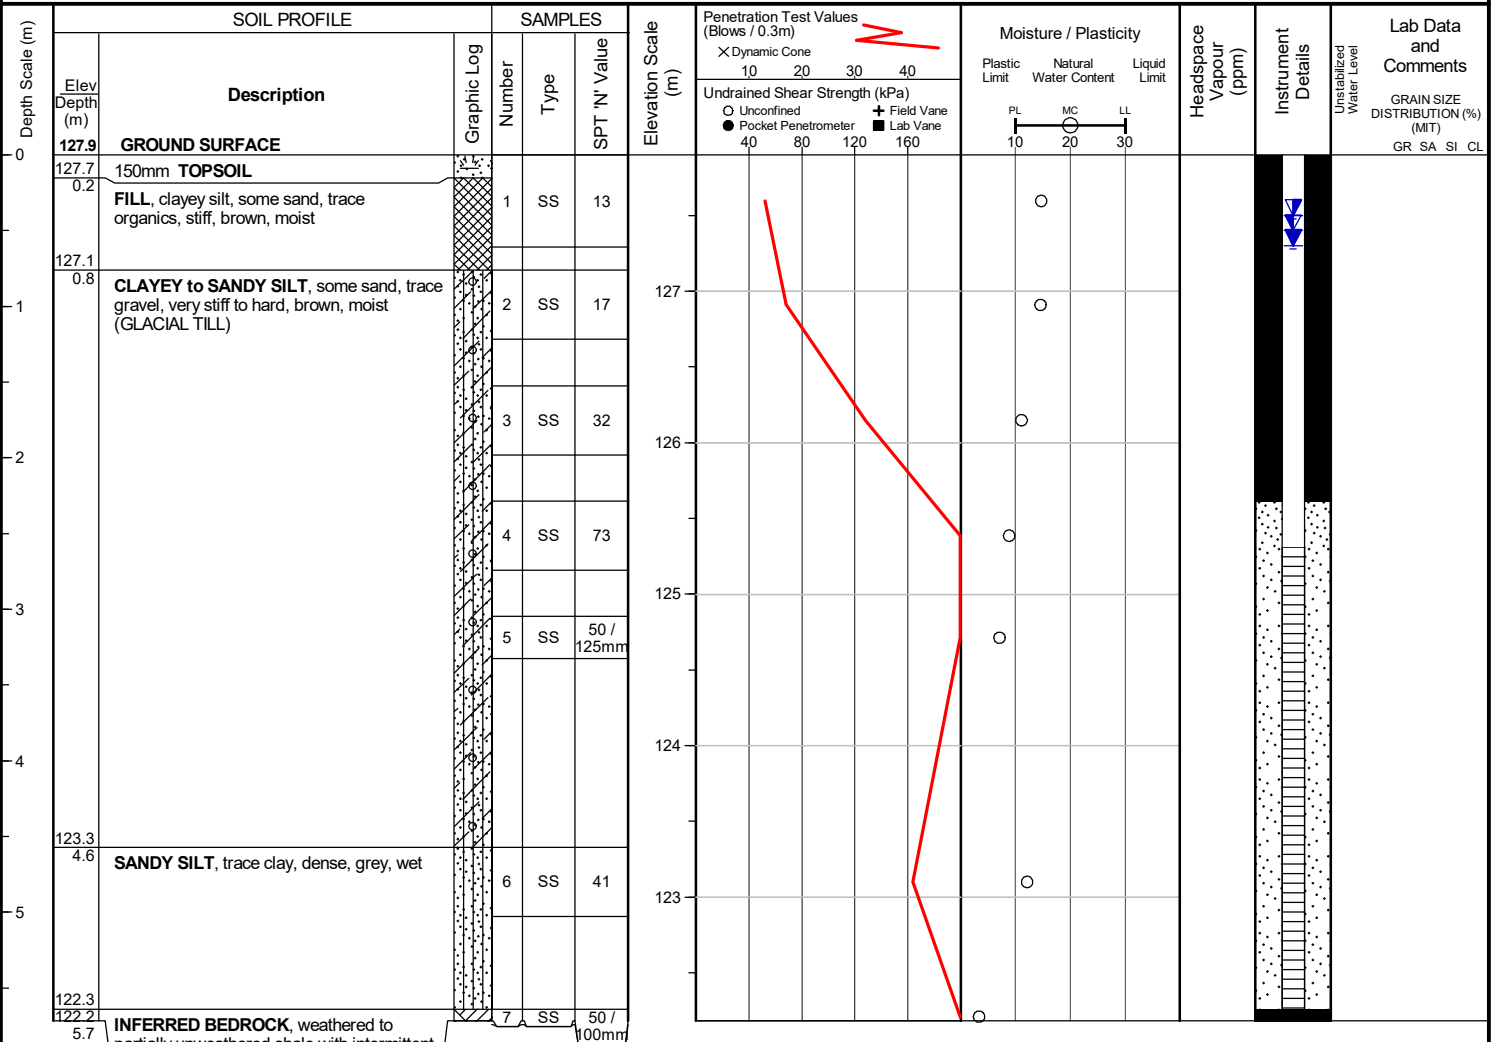 SOIL PROFILE
SAMPLES
Depth Scale (m)
Elev
Depth
(m)
Description
Graphic Log
Number
Type
SPT 'N' Value
Elevation Scale
(m)
Penetration Test Values
(Blows / 0.3m)
Dynamic Cone
10 20 30 40
Undrained Shear Strength (kPa)
Unconfined Field Vane
Pocket Penetrometer Lab Vane
40 80 120 160
Moisture / Plasticity
Plastic
Limit
Natural
Water Content
Liquid
Limit
PL MC LL
10 20 30
Headspace
Vapour
(ppm)
Instrument
Details
Unstabilized
Water Level
Lab Data
and
Comments
GRAIN SIZE
DISTRIBUTION (%)
(MIT)
GR SA SI CL
127.9 GROUND SURFACE
0
127.7 150mm TOPSOIL
0.2
FILL, clayey silt, some sand, trace
organics, stiff, brown, moist
1 SS 13
127.1
0.8
CLAYEY to SANDY SILT, some sand, trace
gravel, very stiff to hard, brown, moist
(GLACIAL TILL)
1
2 SS 17
127
3 SS 32
126
2
4 SS 73
125
3
5 SS 50 /
125mm
124
4
123.3
4.6
SANDY SILT, trace clay, dense, grey, wet
6 SS 41
123
5
122.3
122.2
5.7
INFERRED BEDROCK, weathered to
partially unweathered shale with intermittent
7 SS 50 /
100mm